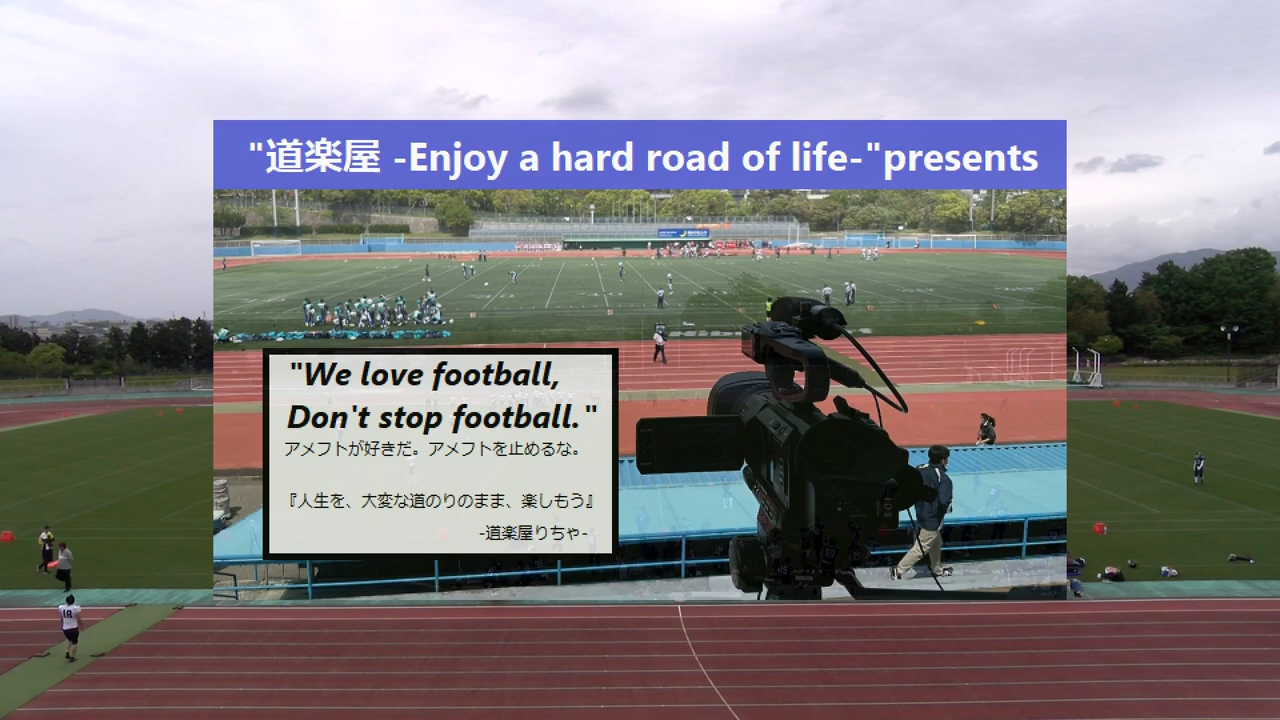 "道楽屋 -Enjoy a hard road of life-"presents
"We love football,
Don't stop football."
アメフトが好きだ。アメフトを止めるな。
『人生を、大変な道のりのまま、楽しもう』
-道楽屋りちゃ-
18